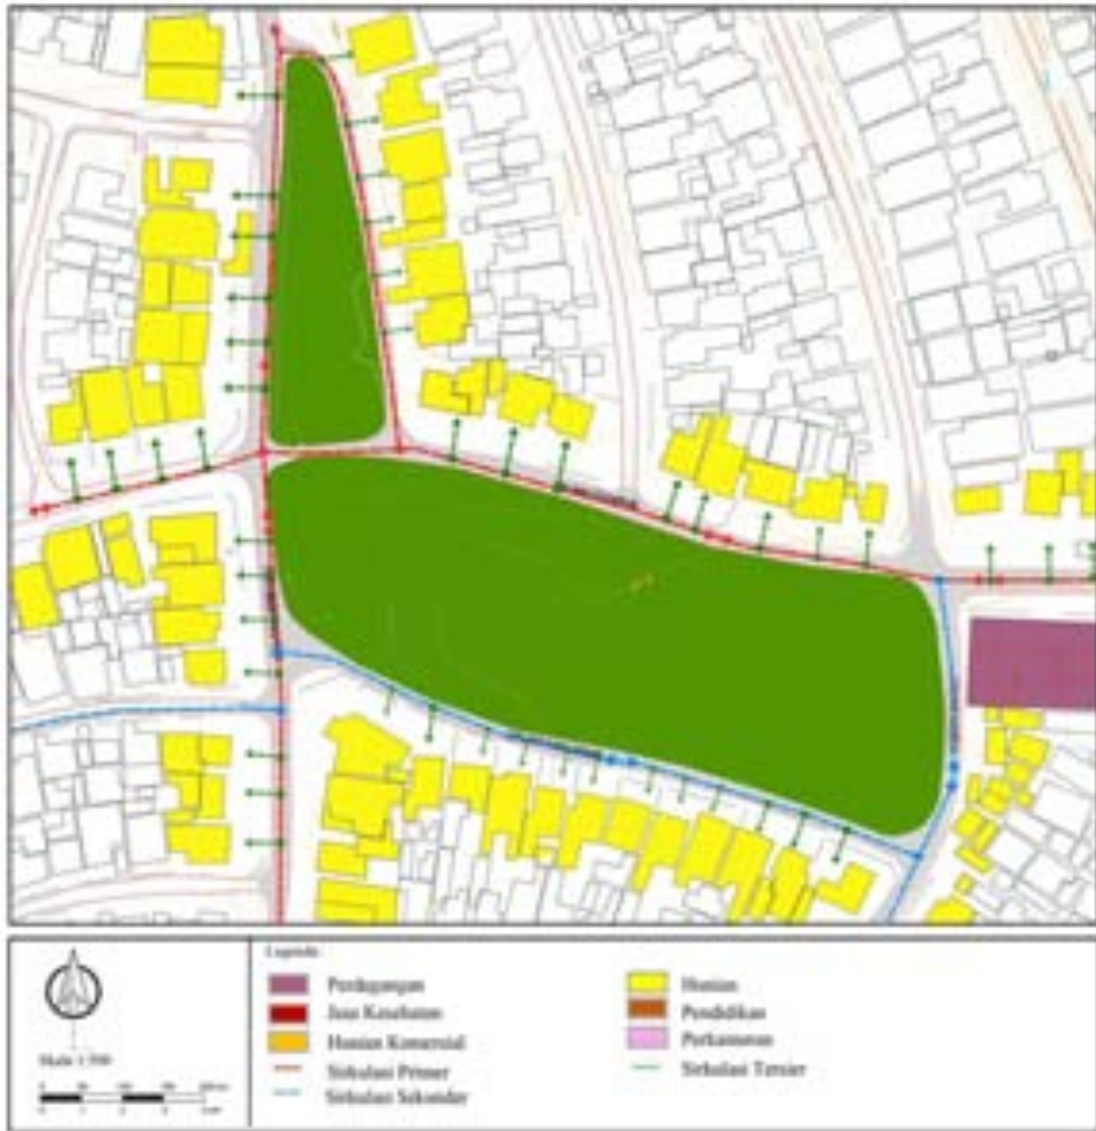 Legenda:
Perdagangan
Jasa Kesehatan
Hunian Komersial
Sirkulasi Primer
Sirkulasi Sekunder
Hunian
Pendidikan
Perkantoran
Sirkulasi Tersier
Skala 1:500